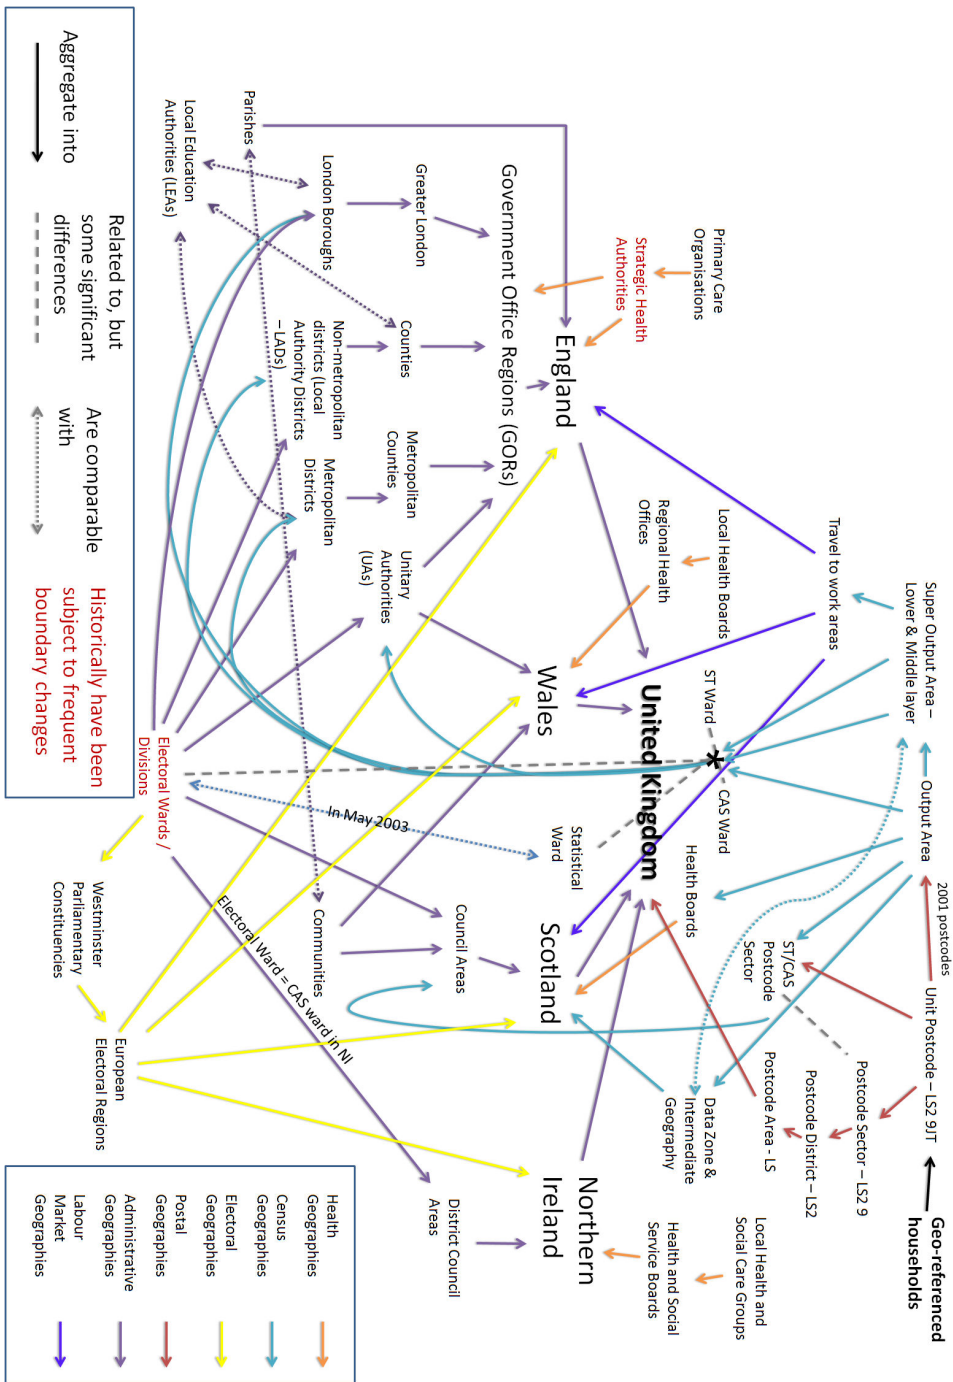 Geo-referenced
households
Unit Postcode – LS2 9JT
2001 postcodes
Output Area
Super Output Area –
Lower & Middle layer
Postcode Sector – LS2 9
Postcode District – LS2
Postcode Area - LS
ST/CAS
Postcode
Sector
Data Zone &
Intermediate
Geography
Travel to work areas
Primary Care
Organisations
Strategic Health
Authorities
Local Health Boards
Regional Health
Offices
ST Ward
*
CAS Ward
Health Boards
Local Health and
Social Care Groups
Health and Social
Service Boards
United Kingdom
Statistical
Ward
England
Wales
Scotland
Northern
Ireland
Government Office Regions (GORs)
Greater London
Counties
Metropolitan
Counties
Unitary
Authorities
(UAs)
Council Areas
District Council
Areas
London Boroughs
Non-metropolitan
districts (Local
Authority Districts
– LADs)
Metropolitan
Districts
Communities
In May 2003
Electoral Ward = CAS ward in NI
Parishes
Local Education
Authorities (LEAs)
Electoral Wards /
Divisions
Westminster
Parliamentary
Constituencies
European
Electoral Regions
Aggregate into
Related to, but
some significant
differences
Are comparable
with
Historically have been
subject to frequent
boundary changes
Health
Geographies
Census
Geographies
Electoral
Geographies
Postal
Geographies
Administrative
Geographies
Labour
Market
Geographies